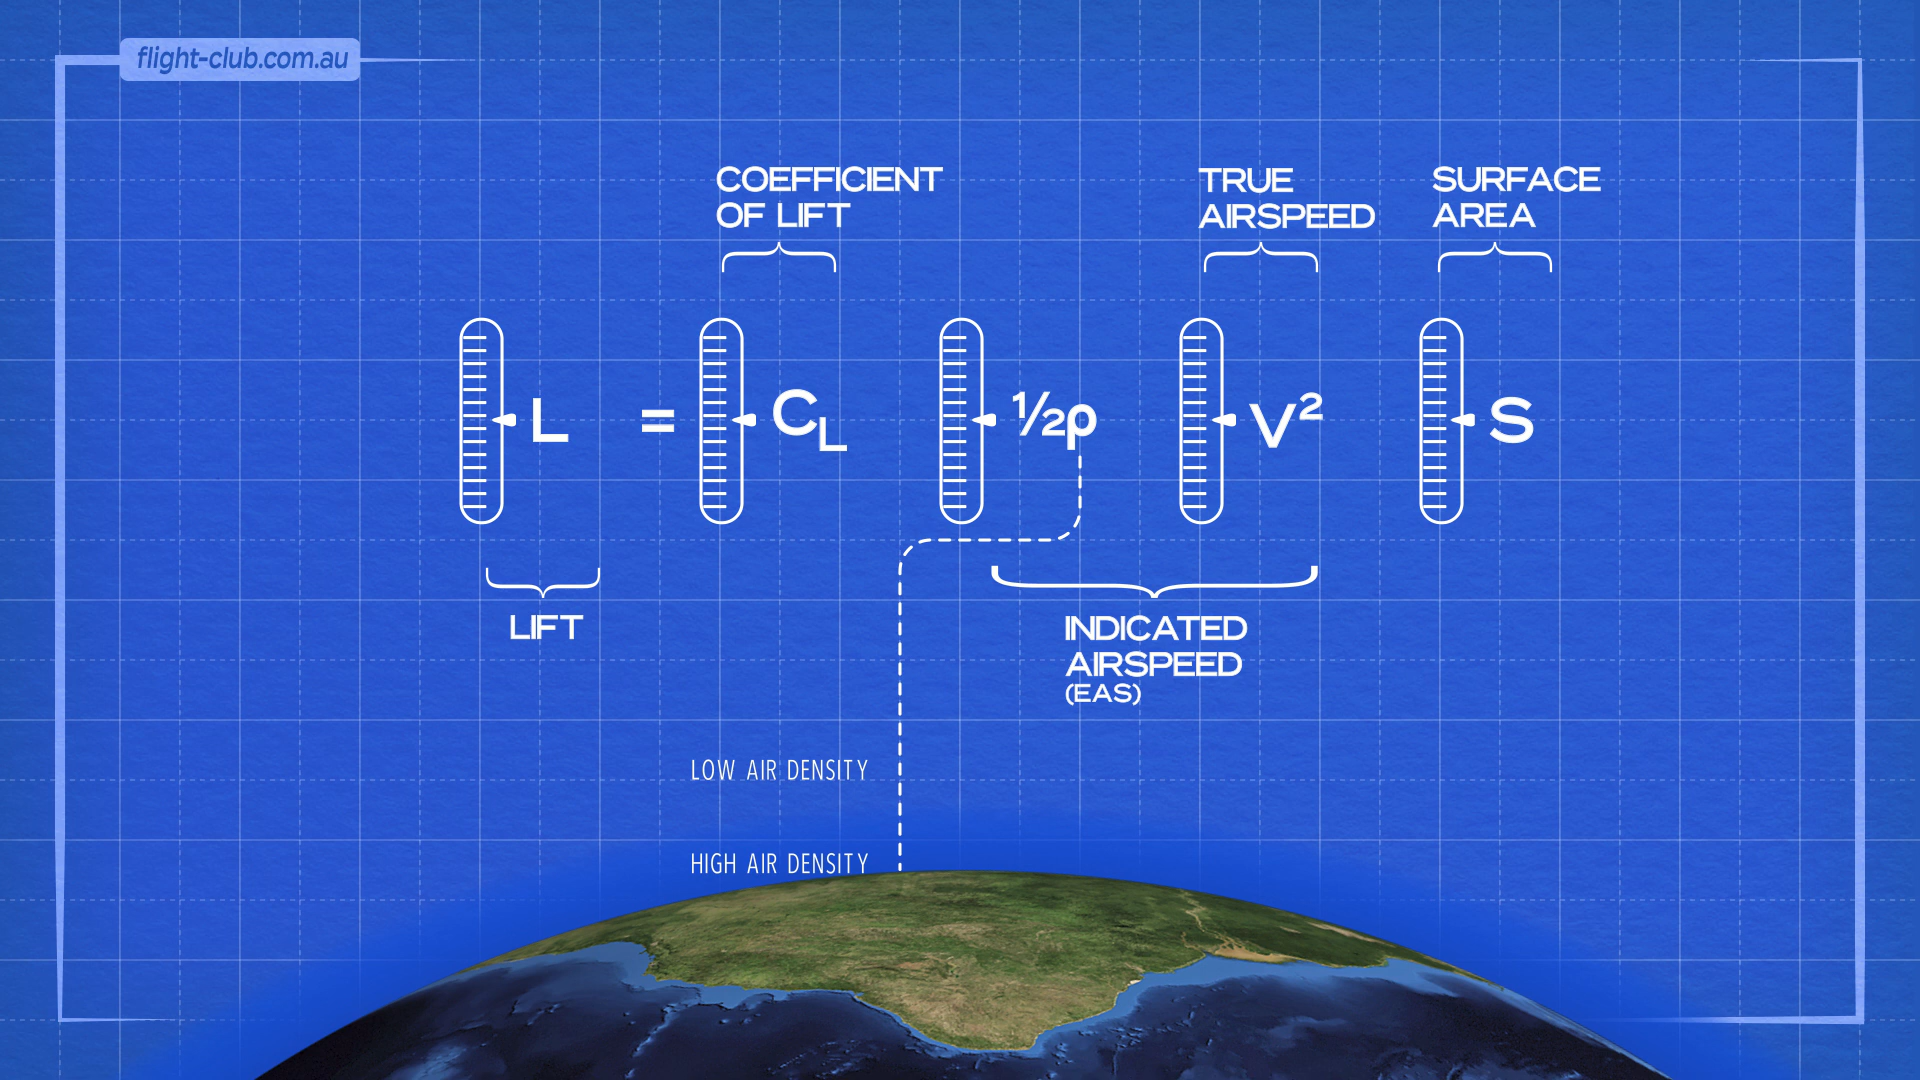 flight-club.com.au
COEFFICIENT
OF LIFT
TRUE
AIRSPEED
SURFACE
AREA
L = C_L ½ρ V² S
LIFT
INDICATED
AIRSPEED
(EAS)
LOW AIR DENSITY
HIGH AIR DENSITY